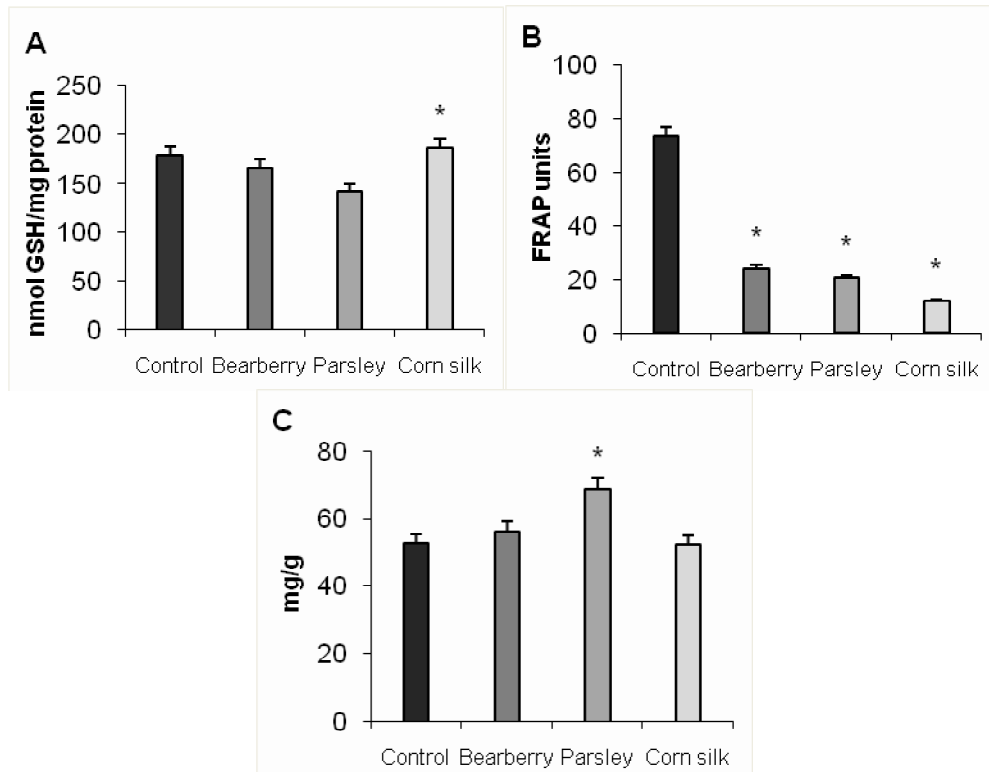 A
nmol GSH/mg protein
250
200
150
100
50
0
*
Control Bearberry Parsley Corn silk
B
FRAP units
100
80
60
40
20
0
*
*
*
Control Bearberry Parsley Corn silk
C
mg/g
80
60
40
20
0
*
Control Bearberry Parsley Corn silk